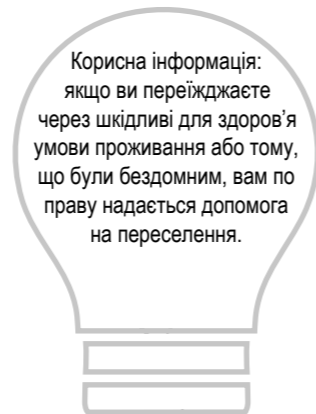 Корисна інформація:
якщо ви переїжджаєте
через шкідливі для здоров’я
умови проживання або тому,
що були бездомним, вам по
праву надається допомога
на переселення.